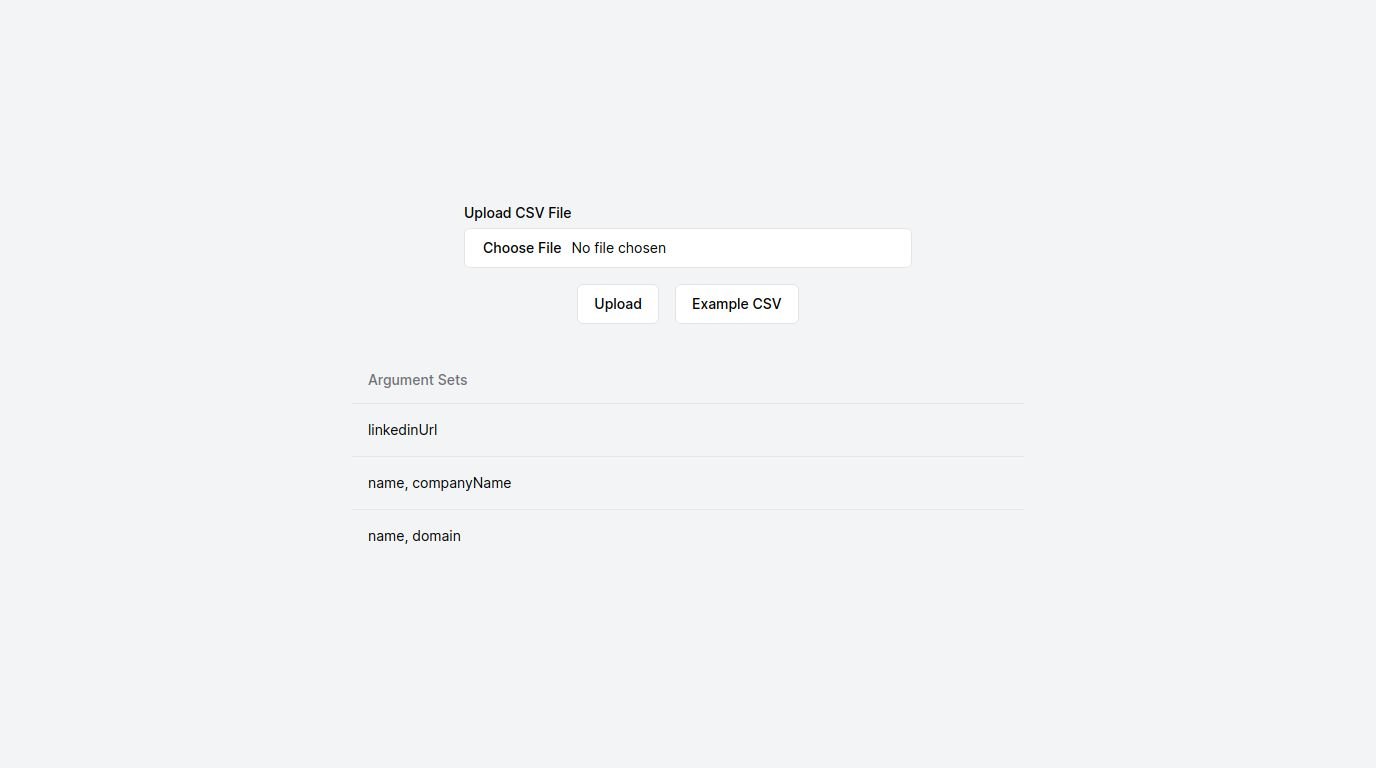 Upload CSV File
Choose File No file chosen
Upload Example CSV
Argument Sets
linkedinUrl
name, companyName
name, domain